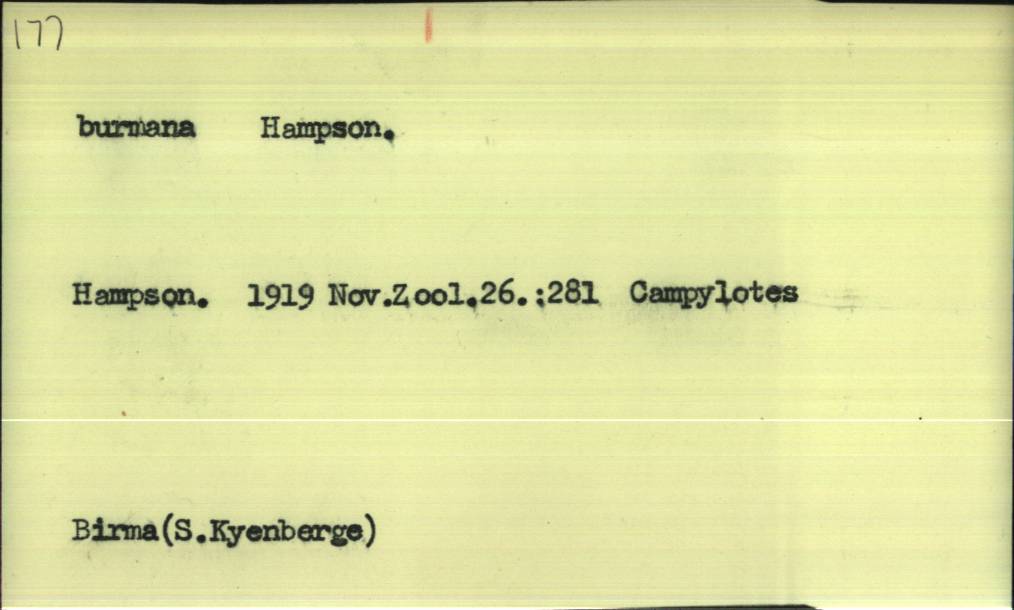 177
burmana Hampson.
Hampson. 1919 Nov.Zool.26.:281 Campylotes
Birma(S.Kyenberge)